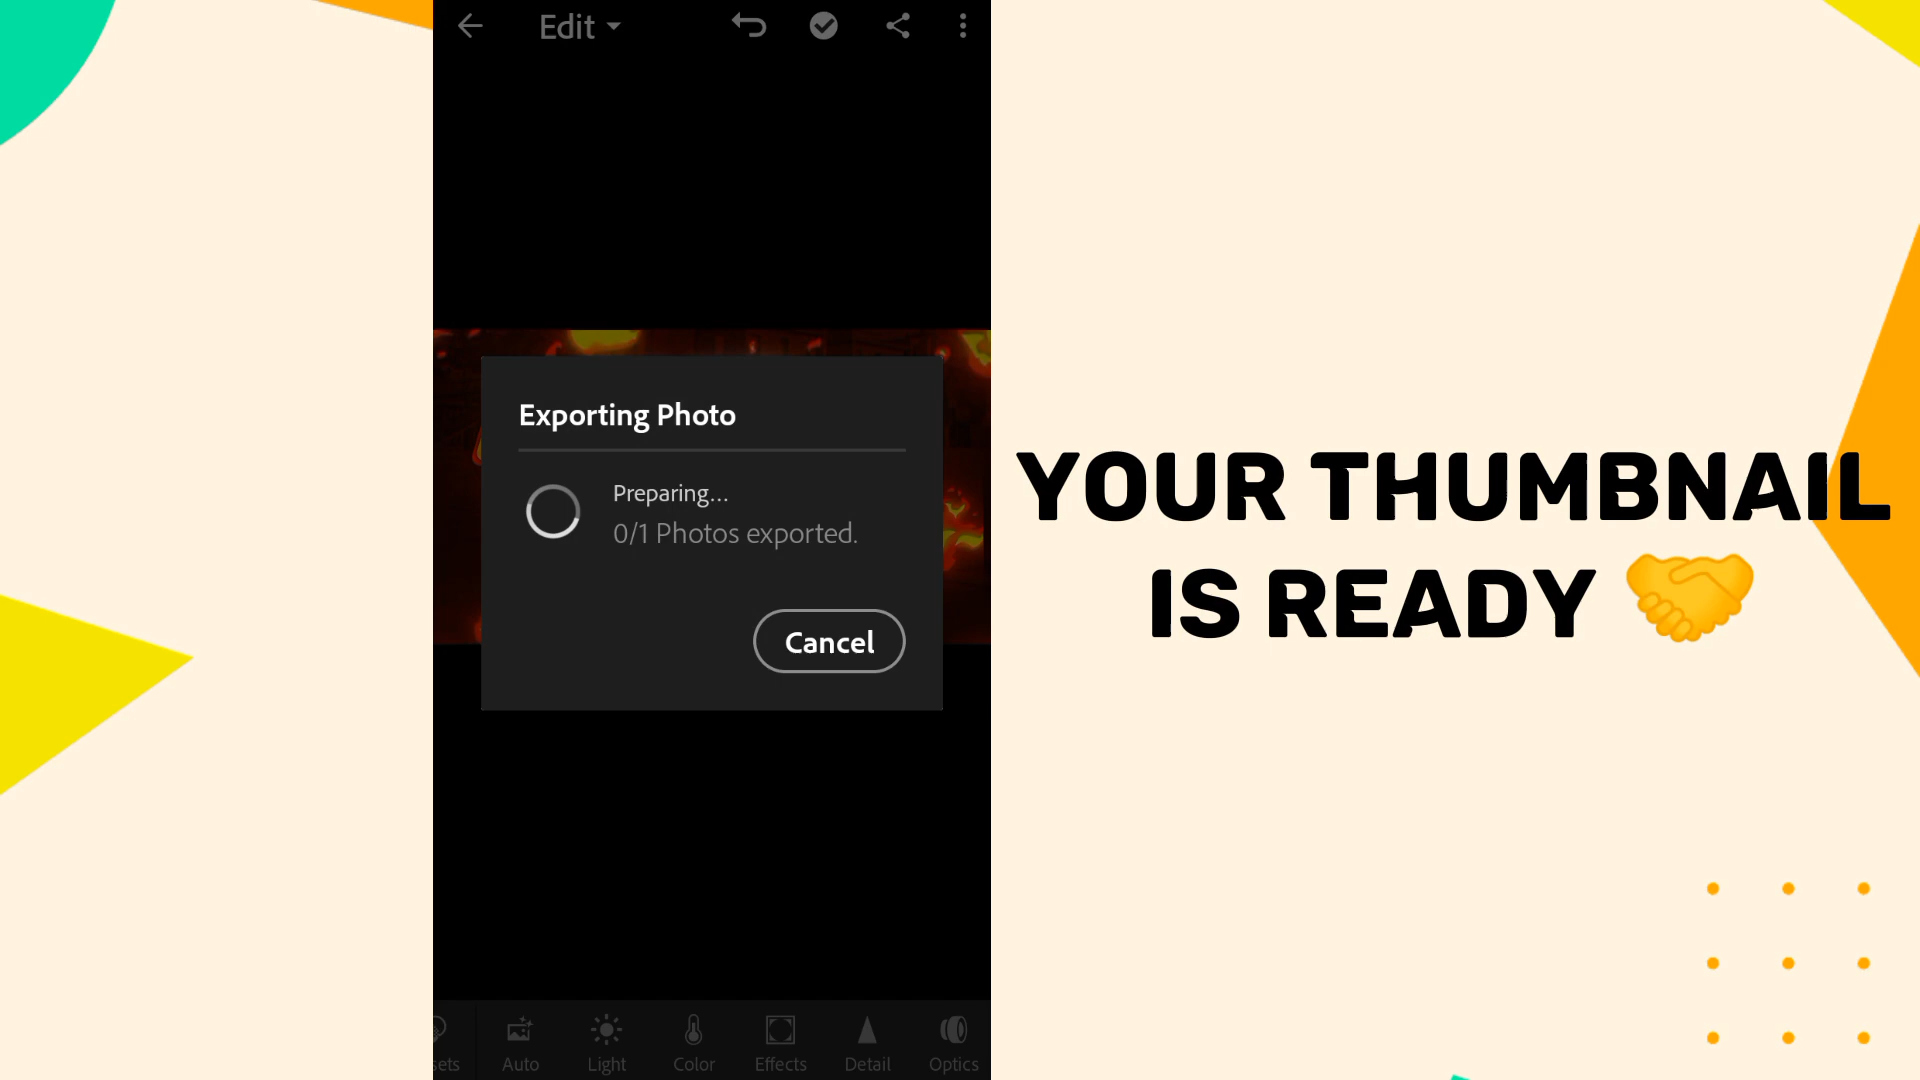 Edit
Exporting Photo
Preparing...
0/1 Photos exported.
Cancel
sets Auto Light Color Effects Detail Optics
YOUR THUMBNAIL
IS READY 🤝